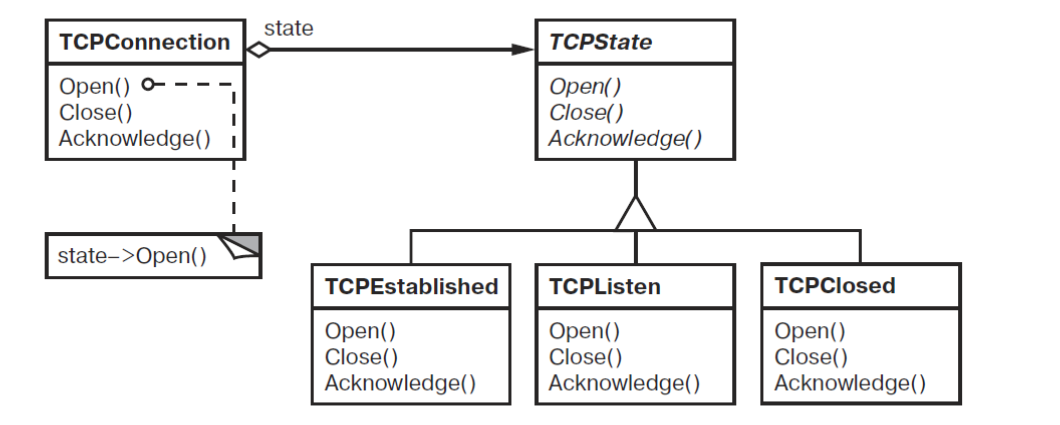 state
TCPConnection
Open()
Close()
Acknowledge()
state->Open()
TCPState
Open()
Close()
Acknowledge()
TCPEstablished
Open()
Close()
Acknowledge()
TCPListen
Open()
Close()
Acknowledge()
TCPClosed
Open()
Close()
Acknowledge()